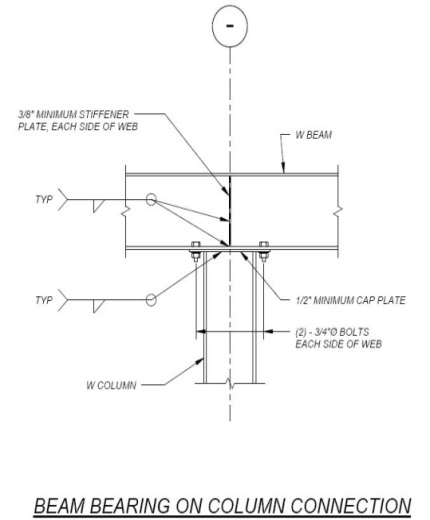 3/8" MINIMUM STIFFENER
PLATE, EACH SIDE OF WEB
W BEAM
TYP
TYP
1/2" MINIMUM CAP PLATE
(2) - 3/4"Ø BOLTS
EACH SIDE OF WEB
W COLUMN
BEAM BEARING ON COLUMN CONNECTION